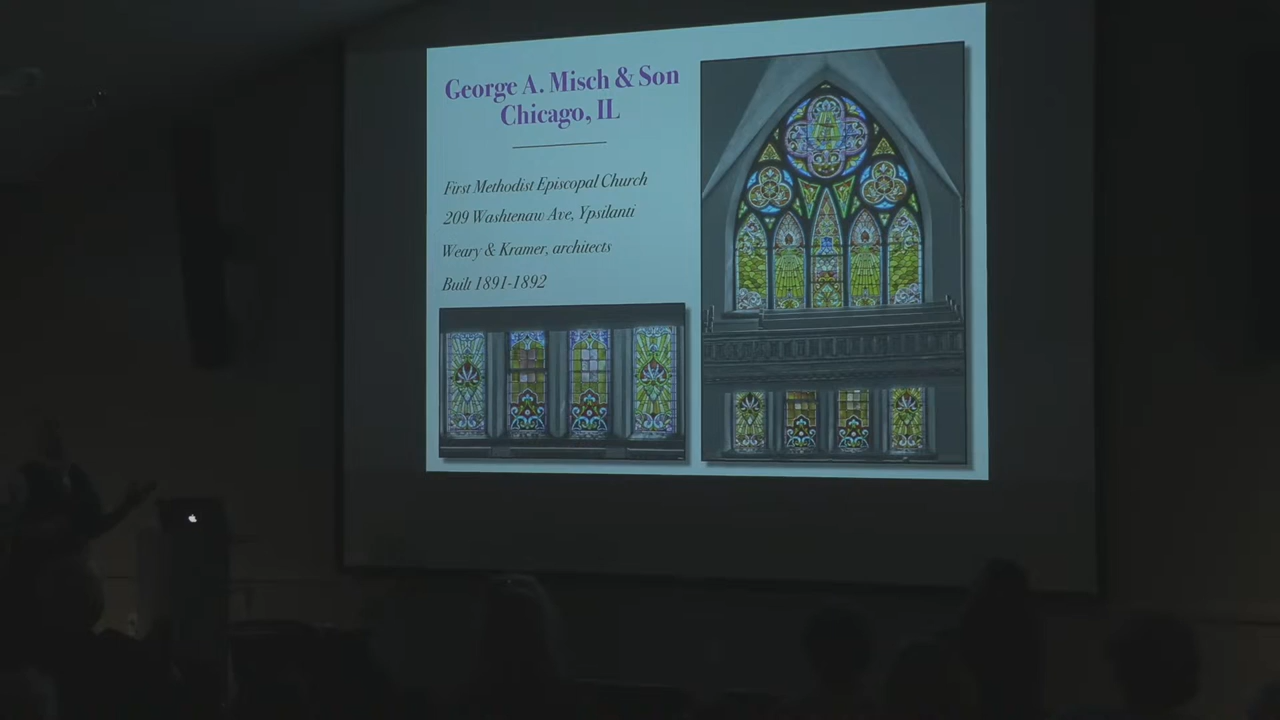 George A. Misch & Son
Chicago, IL
First Methodist Episcopal Church
209 Washtenaw Ave, Ypsilanti
Weary & Kramer, architects
Built 1891-1892